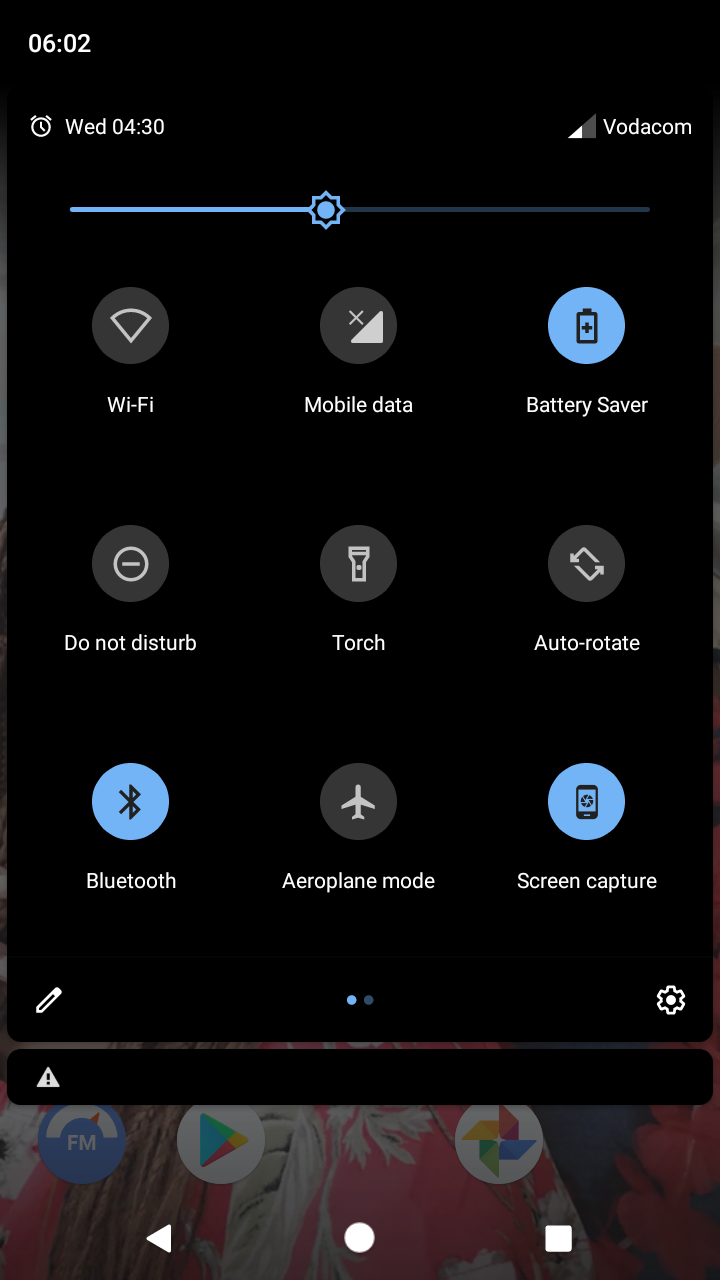 06:02
Wed 04:30 Vodacom
Wi-Fi Mobile data Battery Saver
Do not disturb Torch Auto-rotate
Bluetooth Aeroplane mode Screen capture
FM